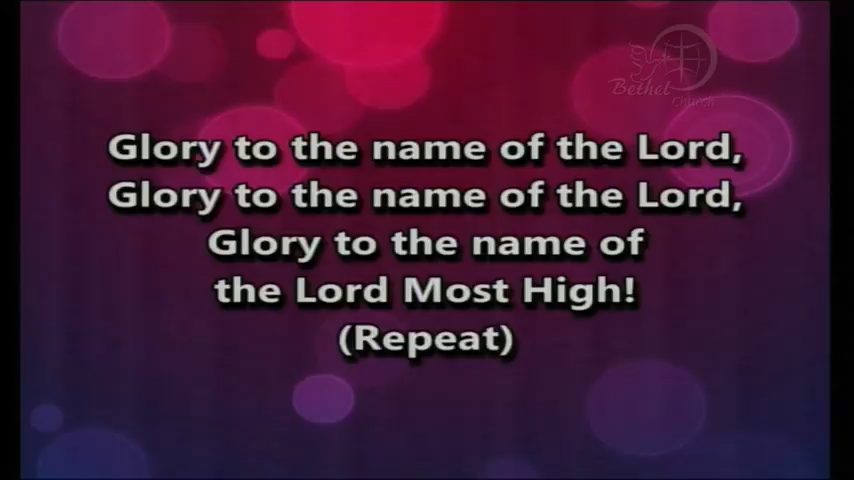 Bethel
Church
Glory to the name of the Lord,
Glory to the name of the Lord,
Glory to the name of
the Lord Most High!
(Repeat)